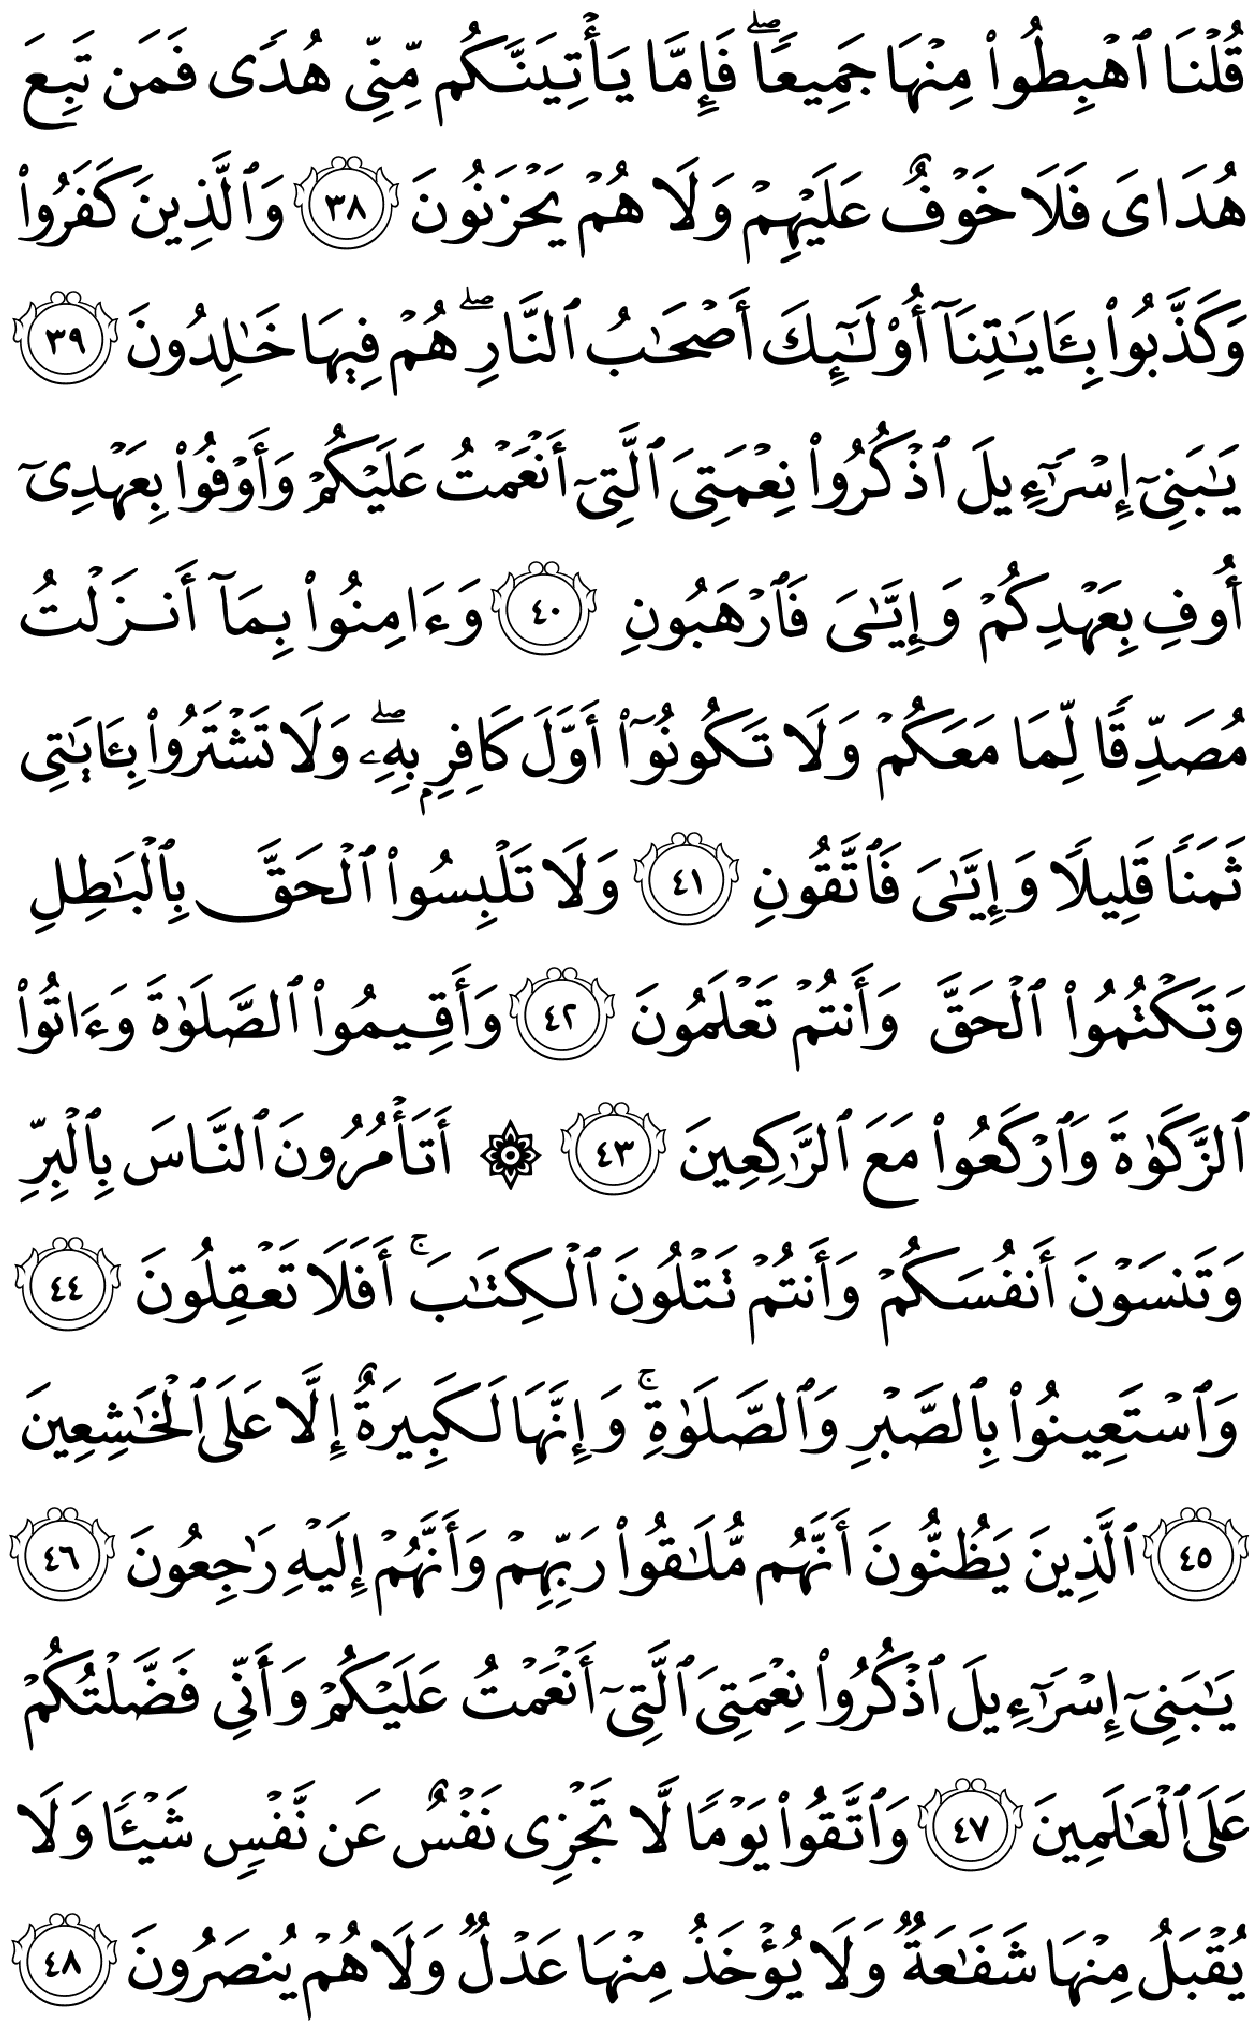 قُلْنَا ٱهْبِطُوا۟ مِنْهَا جَمِيعًا ۖ فَإِمَّا يَأْتِيَنَّكُم مِّنِّى هُدًى فَمَن تَبِعَ
هُدَاىَ فَلَا خَوْفٌ عَلَيْهِمْ وَلَا هُمْ يَحْزَنُونَ ٣٨ وَٱلَّذِينَ كَفَرُوا۟
وَكَذَّبُوا۟ بِـَٔايَـٰتِنَآ أُو۟لَـٰٓئِكَ أَصْحَـٰبُ ٱلنَّارِ ۖ هُمْ فِيهَا خَـٰلِدُونَ ٣٩
يَـٰبَنِىٓ إِسْرَٰٓءِيلَ ٱذْكُرُوا۟ نِعْمَتِىَ ٱلَّتِىٓ أَنْعَمْتُ عَلَيْكُمْ وَأَوْفُوا۟ بِعَهْدِىٓ
أُوفِ بِعَهْدِكُمْ وَإِيَّـٰىَ فَٱرْهَبُونِ ٤٠ وَءَامِنُوا۟ بِمَآ أَنزَلْتُ
مُصَدِّقًا لِّمَا مَعَكُمْ وَلَا تَكُونُوٓا۟ أَوَّلَ كَافِرٍۭ بِهِۦ ۖ وَلَا تَشْتَرُوا۟ بِـَٔايَـٰتِى
ثَمَنًا قَلِيلًا وَإِيَّـٰىَ فَٱتَّقُونِ ٤١ وَلَا تَلْبِسُوا۟ ٱلْحَقَّ بِٱلْبَـٰطِلِ
وَتَكْتُمُوا۟ ٱلْحَقَّ وَأَنتُمْ تَعْلَمُونَ ٤٢ وَأَقِيمُوا۟ ٱلصَّلَوٰةَ وَءَاتُوا۟
ٱلزَّكَوٰةَ وَٱرْكَعُوا۟ مَعَ ٱلرَّٰكِعِينَ ٤٣ ۞ أَتَأْمُرُونَ ٱلنَّاسَ بِٱلْبِرِّ
وَتَنسَوْنَ أَنفُسَكُمْ وَأَنتُمْ تَتْلُونَ ٱلْكِتَـٰبَ ۚ أَفَلَا تَعْقِلُونَ ٤٤
وَٱسْتَعِينُوا۟ بِٱلصَّبْرِ وَٱلصَّلَوٰةِ ۚ وَإِنَّهَا لَكَبِيرَةٌ إِلَّا عَلَى ٱلْخَـٰشِعِينَ
٤٥ ٱلَّذِينَ يَظُنُّونَ أَنَّهُم مُّلَـٰقُوا۟ رَبِّهِمْ وَأَنَّهُمْ إِلَيْهِ رَٰجِعُونَ ٤٦
يَـٰبَنِىٓ إِسْرَٰٓءِيلَ ٱذْكُرُوا۟ نِعْمَتِىَ ٱلَّتِىٓ أَنْعَمْتُ عَلَيْكُمْ وَأَنِّى فَضَّلْتُكُمْ
عَلَى ٱلْعَـٰلَمِينَ ٤٧ وَٱتَّقُوا۟ يَوْمًا لَّا تَجْزِى نَفْسٌ عَن نَّفْسٍ شَيْـًٔا وَلَا
يُقْبَلُ مِنْهَا شَفَـٰعَةٌ وَلَا يُؤْخَذُ مِنْهَا عَدْلٌ وَلَا هُمْ يُنصَرُونَ ٤٨